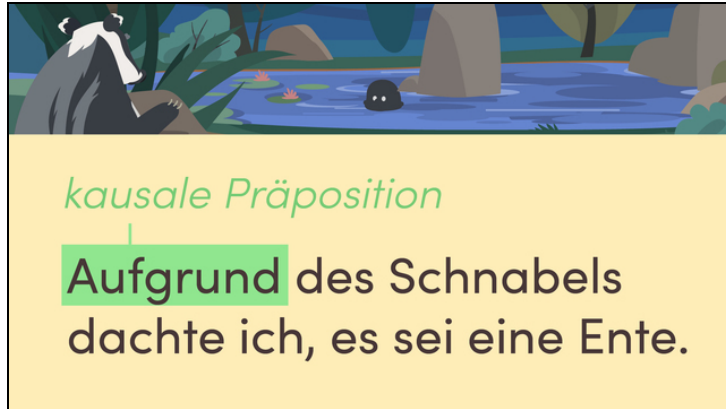 kausale Präposition
Aufgrund des Schnabels
dachte ich, es sei eine Ente.